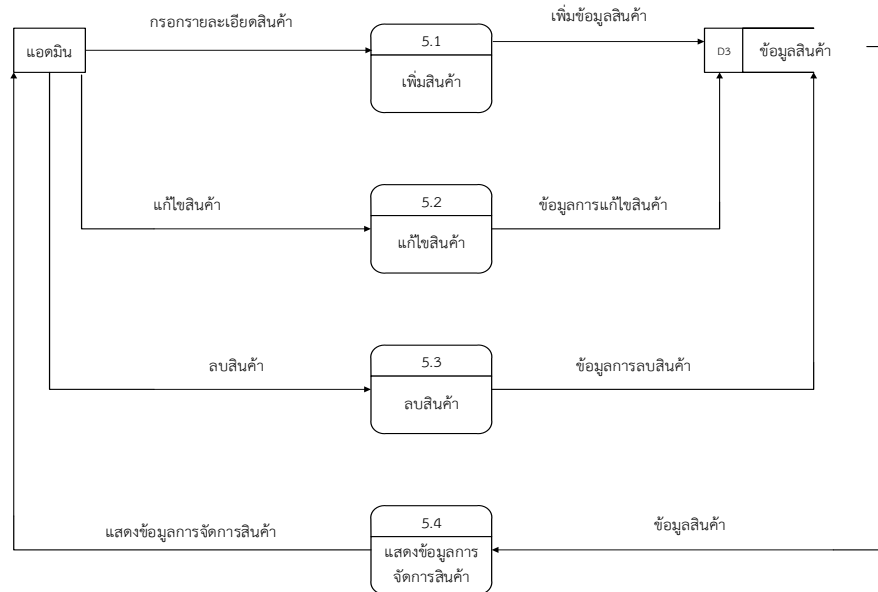 กรอกรายละเอียดสินค้า
เพิ่มข้อมูลสินค้า
แอดมิน
5.1
เพิ่มสินค้า
D3
ข้อมูลสินค้า
แก้ไขสินค้า
5.2
แก้ไขสินค้า
ข้อมูลการแก้ไขสินค้า
ลบสินค้า
5.3
ลบสินค้า
ข้อมูลการลบสินค้า
แสดงข้อมูลการจัดการสินค้า
5.4
แสดงข้อมูลการ
จัดการสินค้า
ข้อมูลสินค้า